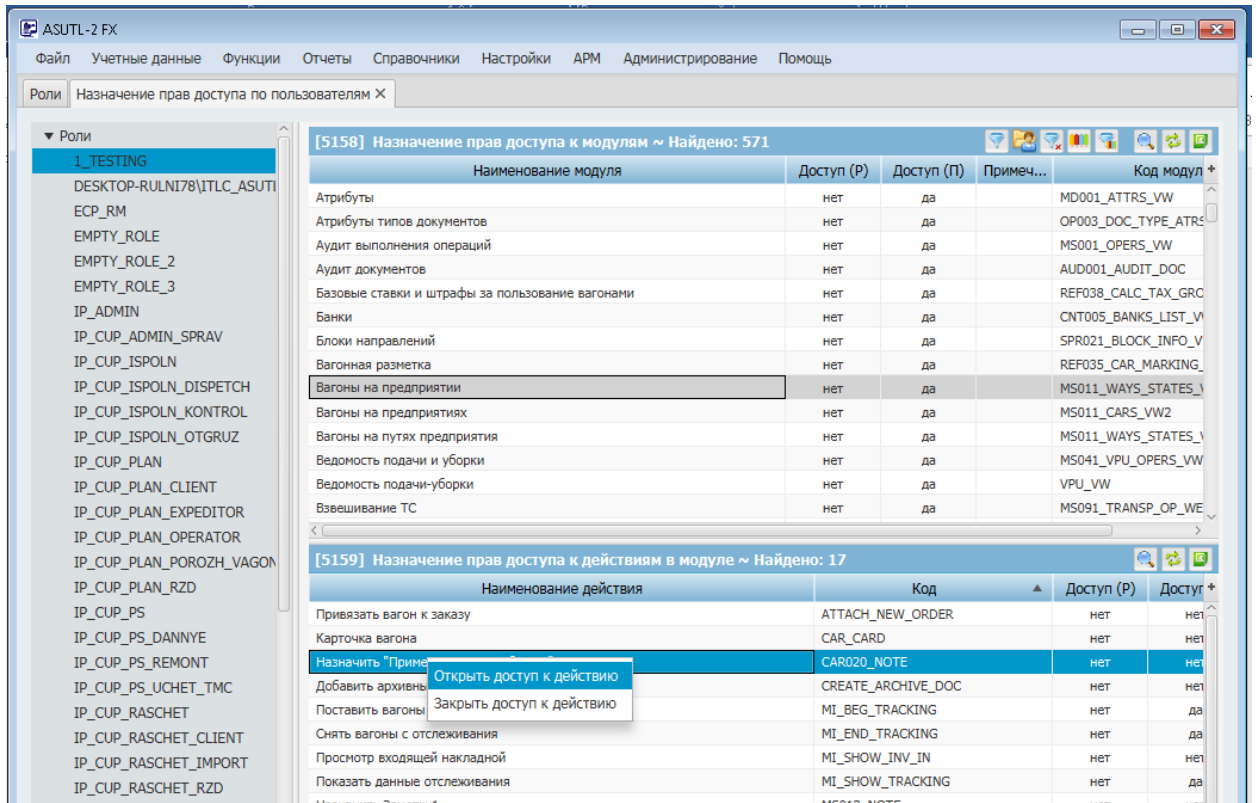 ASUTL-2 FX
Файл Учетные данные Функции Отчеты Справочники Настройки АРМ Администрирование Помощь
Роли Назначение прав доступа по пользователям
Роли
1_TESTING
DESKTOP-RULNI78\ITLC_ASUTI
ECP_RM
EMPTY_ROLE
EMPTY_ROLE_2
EMPTY_ROLE_3
IP_ADMIN
IP_CUP_ADMIN_SPRAV
IP_CUP_ISPOLN
IP_CUP_ISPOLN_DISPETCH
IP_CUP_ISPOLN_KONTROL
IP_CUP_ISPOLN_OTGRUZ
IP_CUP_PLAN
IP_CUP_PLAN_CLIENT
IP_CUP_PLAN_EXPEDITOR
IP_CUP_PLAN_OPERATOR
IP_CUP_PLAN_POROZH_VAGON
IP_CUP_PLAN_RZD
IP_CUP_PS
IP_CUP_PS_DANNYE
IP_CUP_PS_REMONT
IP_CUP_PS_UCHET_TMC
IP_CUP_RASCHET
IP_CUP_RASCHET_CLIENT
IP_CUP_RASCHET_IMPORT
IP_CUP_RASCHET_RZD
[5158] Назначение прав доступа к модулям ~ Найдено: 571
Наименование модуля Доступ (Р) Доступ (П) Примеч... Код модул +
Атрибуты нет да MD001_ATTRS_VW
Атрибуты типов документов нет да OP003_DOC_TYPE_ATRS
Аудит выполнения операций нет да MS001_OPERS_VW
Аудит документов нет да AUD001_AUDIT_DOC
Базовые ставки и штрафы за пользование вагонами нет да REF038_CALC_TAX_GRO
Банки нет да CNT005_BANKS_LIST_V
Блоки направлений нет да SPR021_BLOCK_INFO_V
Вагонная разметка нет да REF035_CAR_MARKING_
Вагоны на предприятии нет да MS011_WAYS_STATES_
Вагоны на предприятиях нет да MS011_CARS_VW2
Вагоны на путях предприятия нет да MS011_WAYS_STATES_
Ведомость подачи и уборки нет да MS041_VPU_OPERS_VW
Ведомость подачи-уборки нет да VPU_VW
Взвешивание ТС нет да MS091_TRANSP_OP_WE
[5159] Назначение прав доступа к действиям в модуле ~ Найдено: 17
Наименование действия Код Доступ (Р) Доступ +
Привязать вагон к заказу ATTACH_NEW_ORDER нет нет
Карточка вагона CAR_CARD нет нет
Назначить "Приме CAR020_NOTE нет нет
Открыть доступ к действию
Добавить архивны CREATE_ARCHIVE_DOC нет нет
Закрыть доступ к действию
Поставить вагоны MI_BEG_TRACKING нет да
Снять вагоны с отслеживания MI_END_TRACKING нет да
Просмотр входящей накладной MI_SHOW_INV_IN нет нет
Показать данные отслеживания MI_SHOW_TRACKING нет да